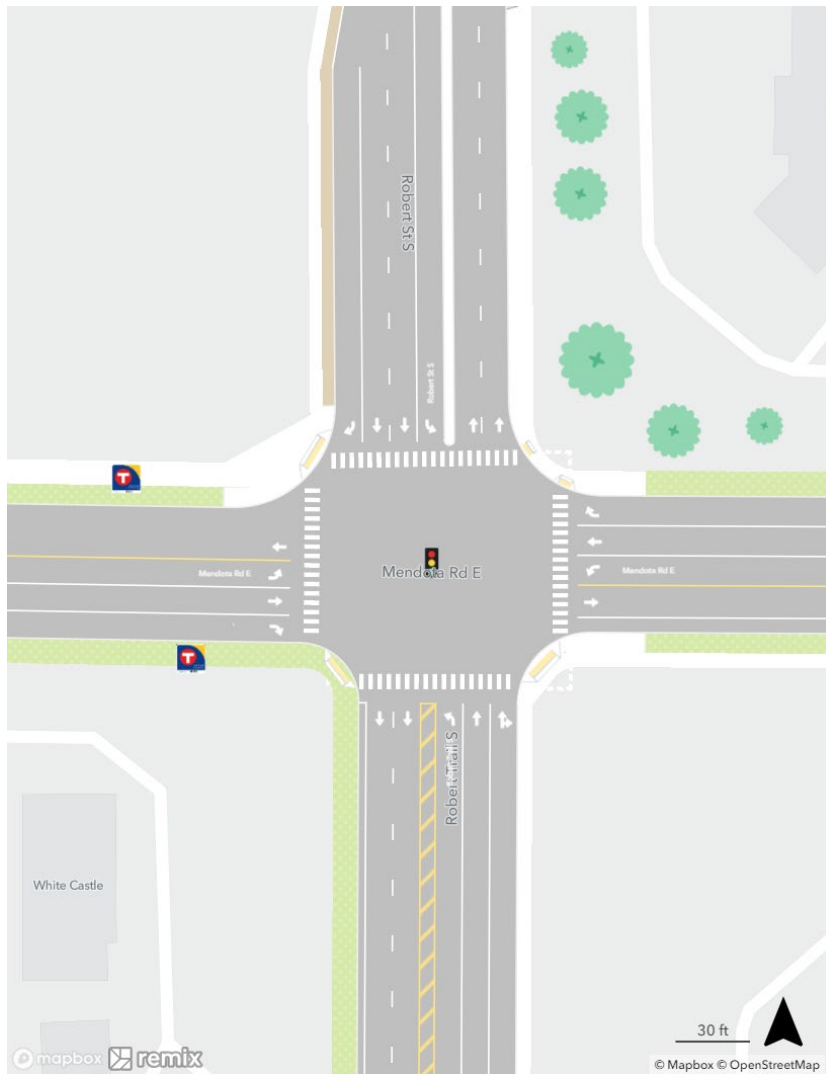 Robert St S
Robert St S
T
Mendota Rd E
Mendota Rd E
Mendota Rd E
T
Robert Trail S
White Castle
30 ft
mapbox remix
© Mapbox © OpenStreetMap